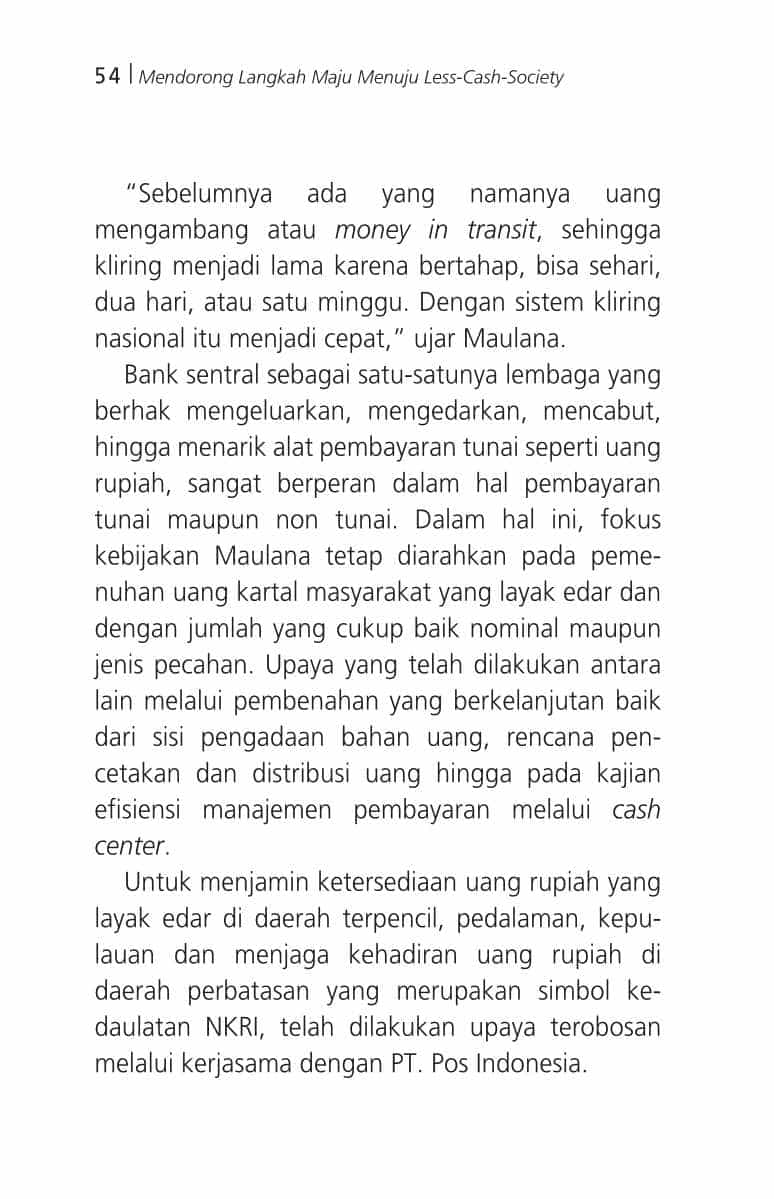 54 | Mendorong Langkah Maju Menuju Less-Cash-Society
“Sebelumnya ada yang namanya uang
mengambang atau money in transit, sehingga
kliring menjadi lama karena bertahap, bisa sehari,
dua hari, atau satu minggu. Dengan sistem kliring
nasional itu menjadi cepat,” ujar Maulana.
Bank sentral sebagai satu-satunya lembaga yang
berhak mengeluarkan, mengedarkan, mencabut,
hingga menarik alat pembayaran tunai seperti uang
rupiah, sangat berperan dalam hal pembayaran
tunai maupun non tunai. Dalam hal ini, fokus
kebijakan Maulana tetap diarahkan pada peme-
nuhan uang kartal masyarakat yang layak edar dan
dengan jumlah yang cukup baik nominal maupun
jenis pecahan. Upaya yang telah dilakukan antara
lain melalui pembenahan yang berkelanjutan baik
dari sisi pengadaan bahan uang, rencana pen-
cetakan dan distribusi uang hingga pada kajian
efisiensi manajemen pembayaran melalui cash
center.
Untuk menjamin ketersediaan uang rupiah yang
layak edar di daerah terpencil, pedalaman, kepu-
lauan dan menjaga kehadiran uang rupiah di
daerah perbatasan yang merupakan simbol ke-
daulatan NKRI, telah dilakukan upaya terobosan
melalui kerjasama dengan PT. Pos Indonesia.